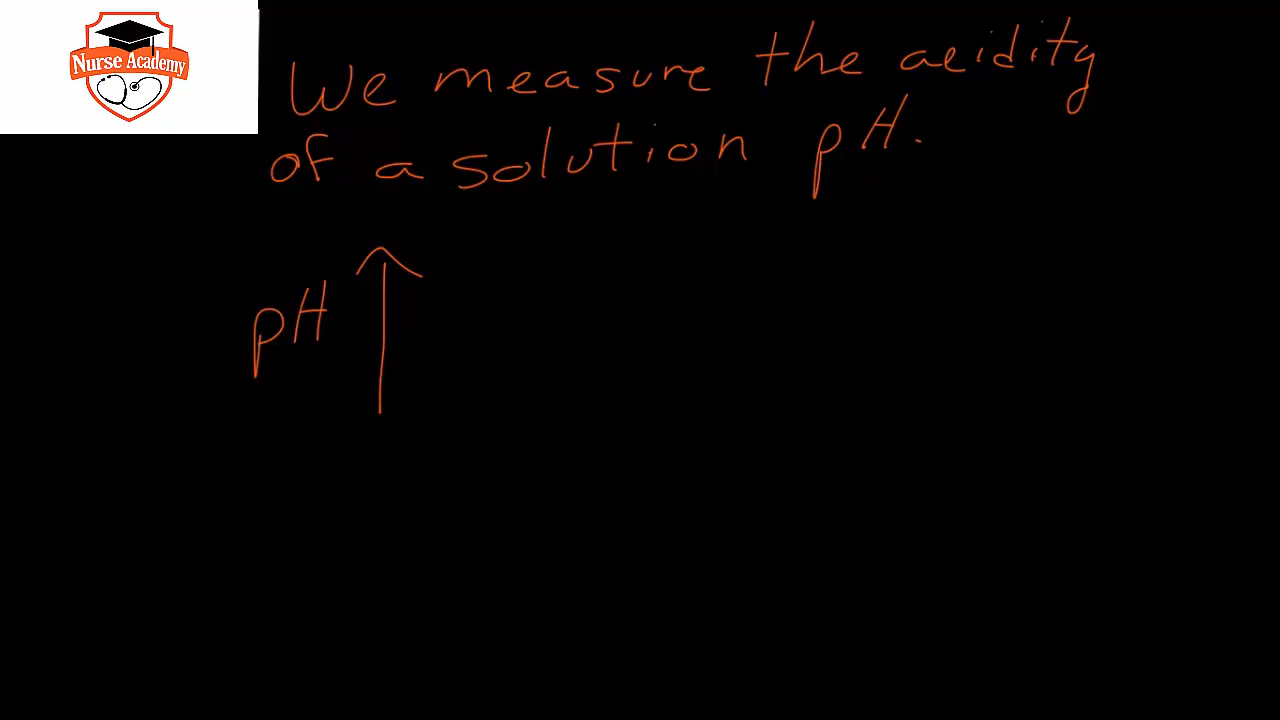 Nurse Academy
We measure the acidity
of a solution pH.
pH ↑